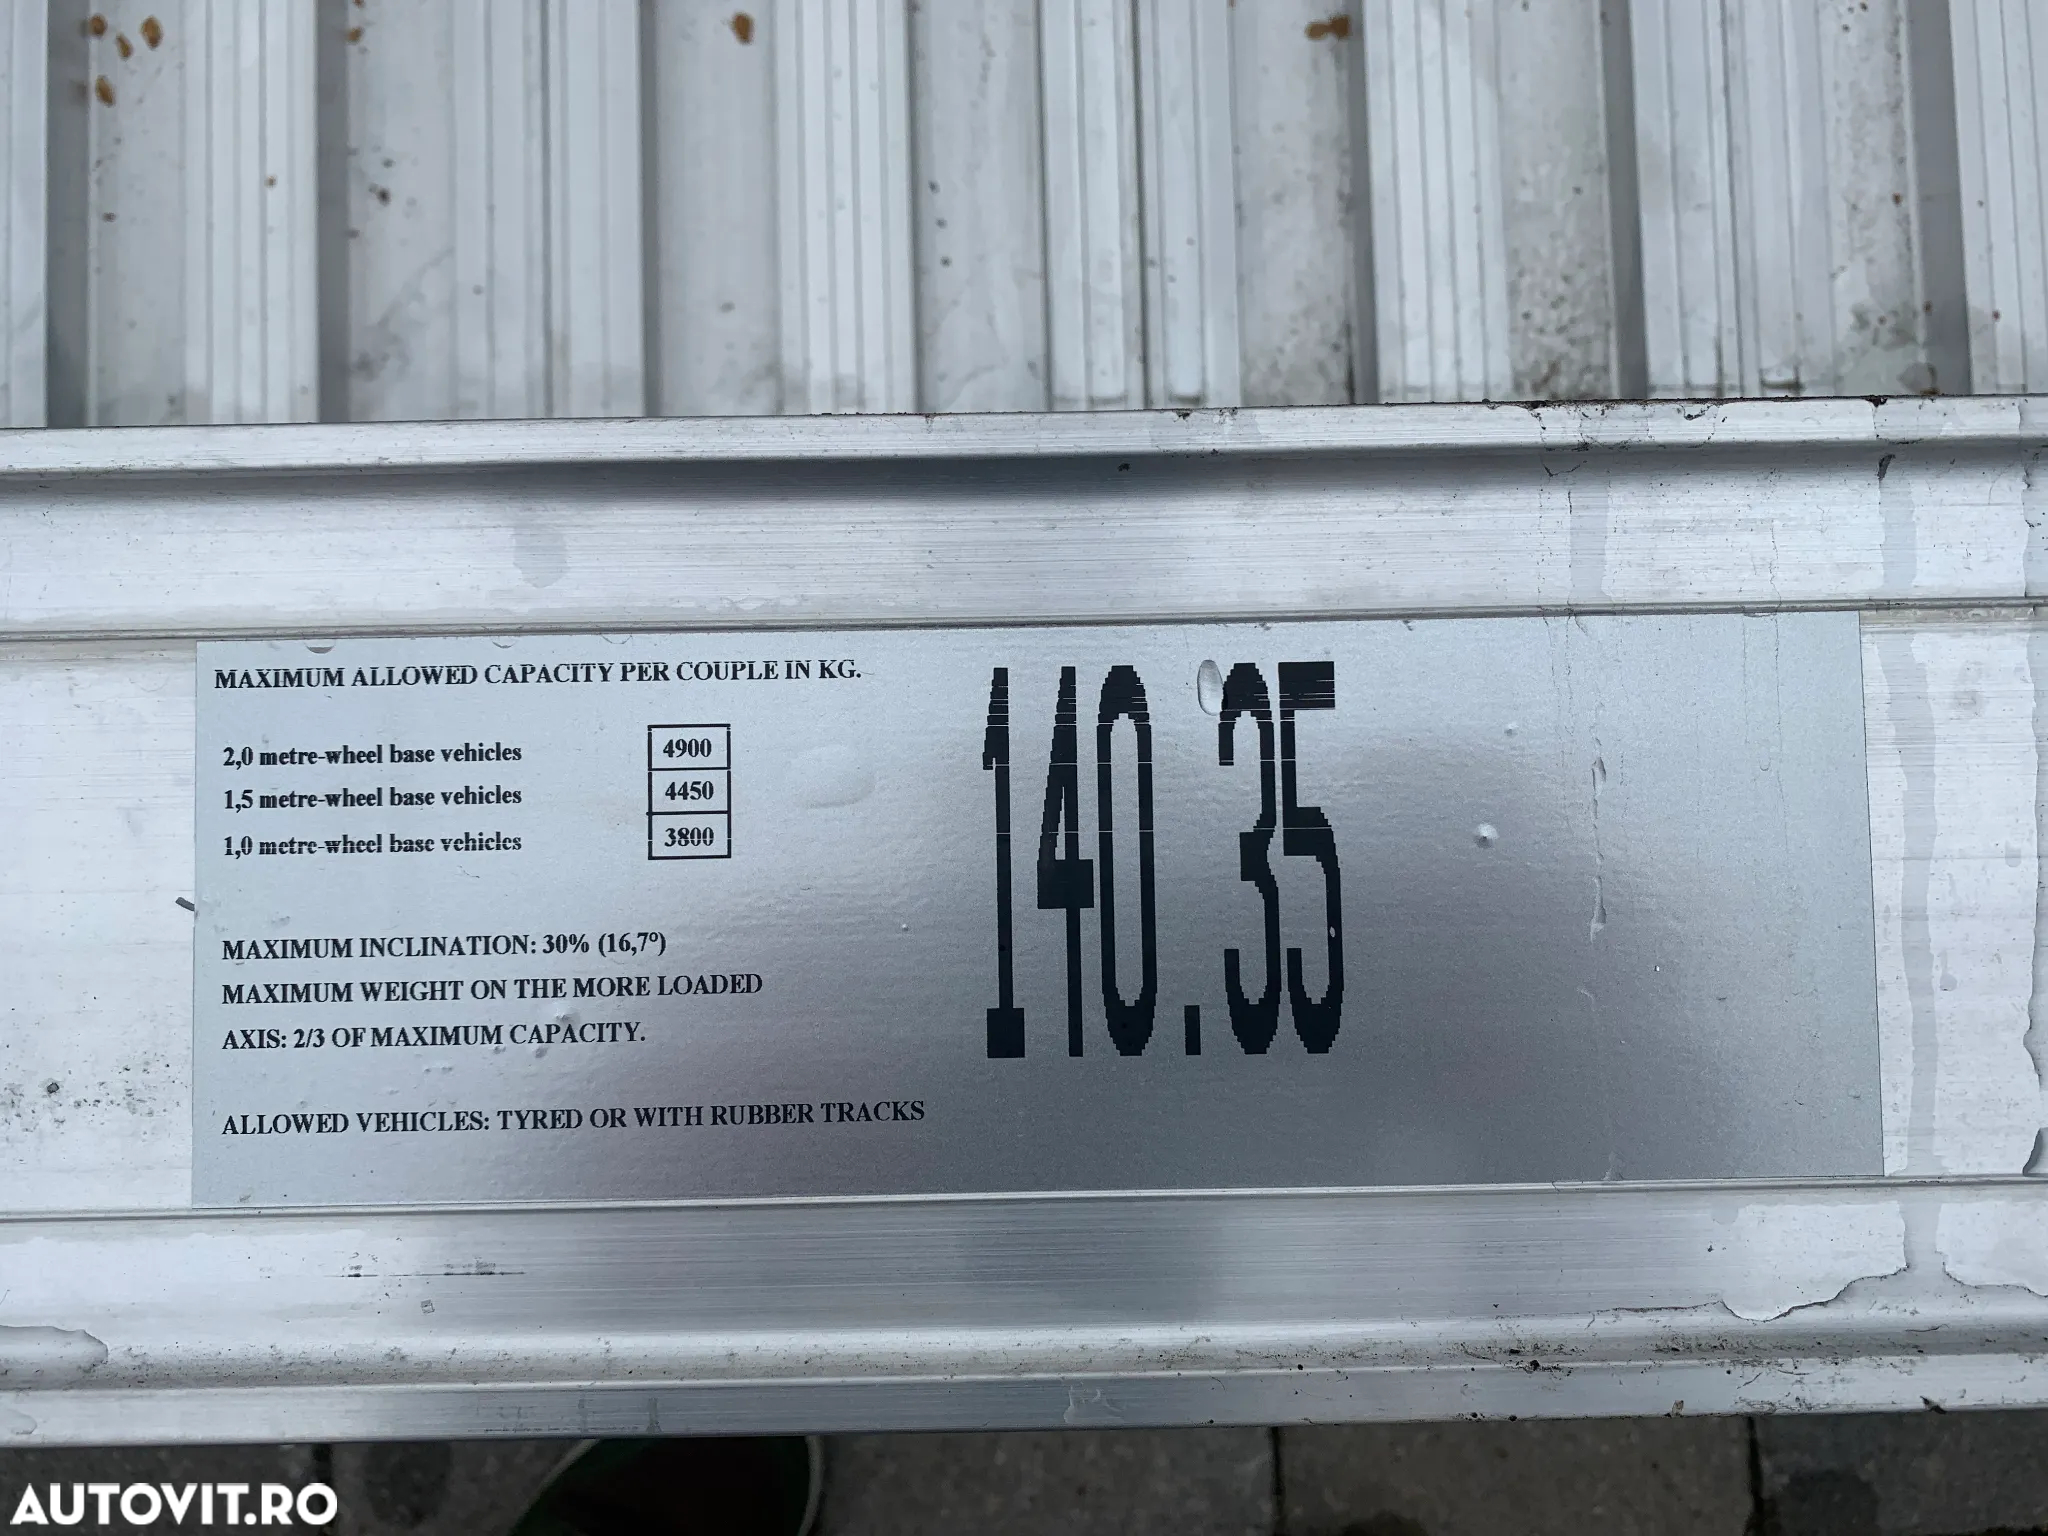 MAXIMUM ALLOWED CAPACITY PER COUPLE IN KG.
2,0 metre-wheel base vehicles 4900
1,5 metre-wheel base vehicles 4450
1,0 metre-wheel base vehicles 3800
140.35
MAXIMUM INCLINATION: 30% (16,7º)
MAXIMUM WEIGHT ON THE MORE LOADED
AXIS: 2/3 OF MAXIMUM CAPACITY.
ALLOWED VEHICLES: TYRED OR WITH RUBBER TRACKS
AUTOVIT.RO